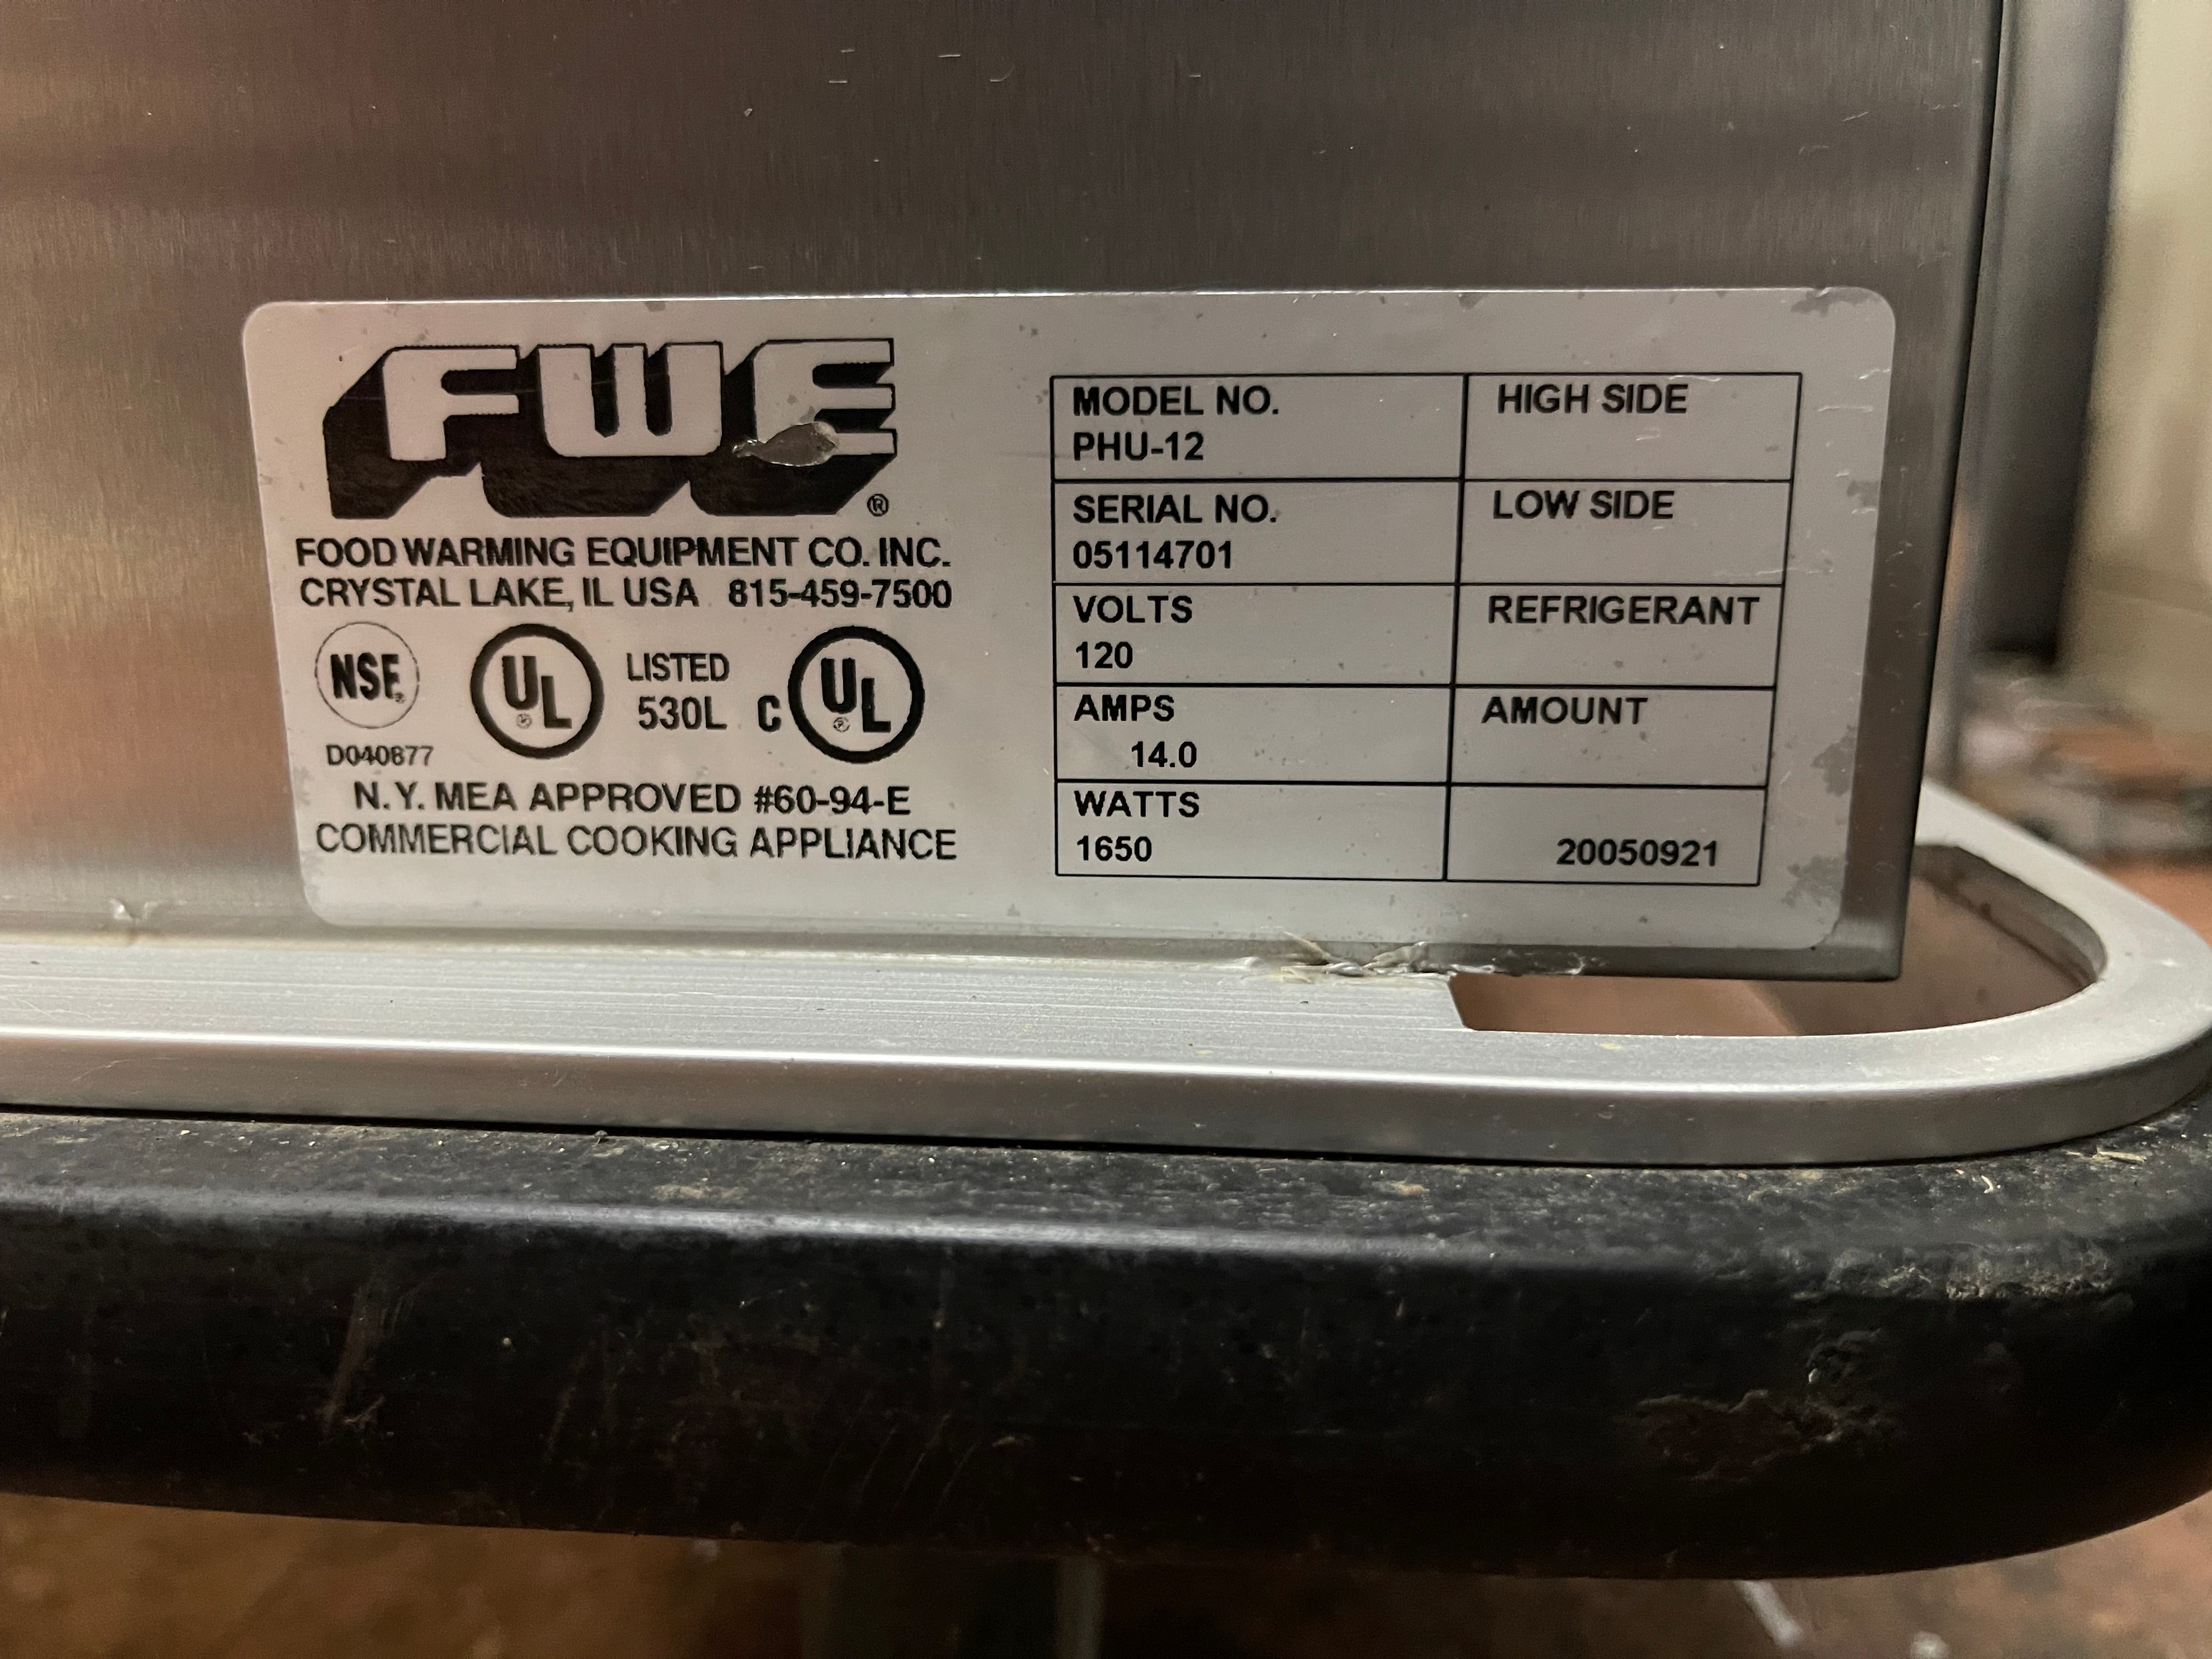 FWE®
FOOD WARMING EQUIPMENT CO. INC.
CRYSTAL LAKE, IL USA 815-459-7500
NSF®
UL®
LISTED
530L
C UL®
D040877
N.Y. MEA APPROVED #60-94-E
COMMERCIAL COOKING APPLIANCE
MODEL NO.
PHU-12
HIGH SIDE
SERIAL NO.
05114701
LOW SIDE
VOLTS
120
REFRIGERANT
AMPS
14.0
AMOUNT
WATTS
1650
20050921